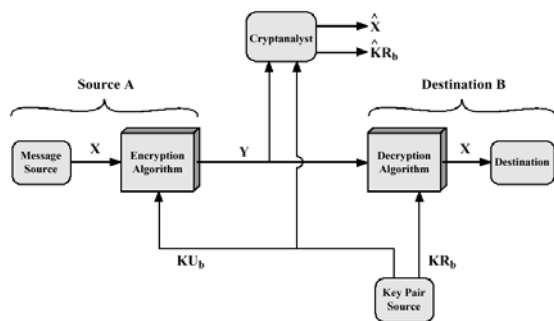 X̂
Cryptanalyst
K̂R_b
Source A
Destination B
Message
Source
X
Encryption
Algorithm
Y
Decryption
Algorithm
X
Destination
KU_b
KR_b
Key Pair
Source